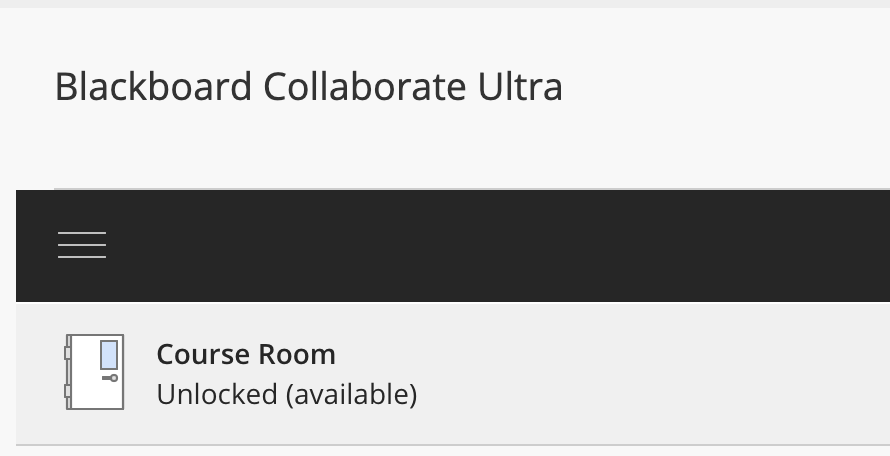 Blackboard Collaborate Ultra
Course Room
Unlocked (available)